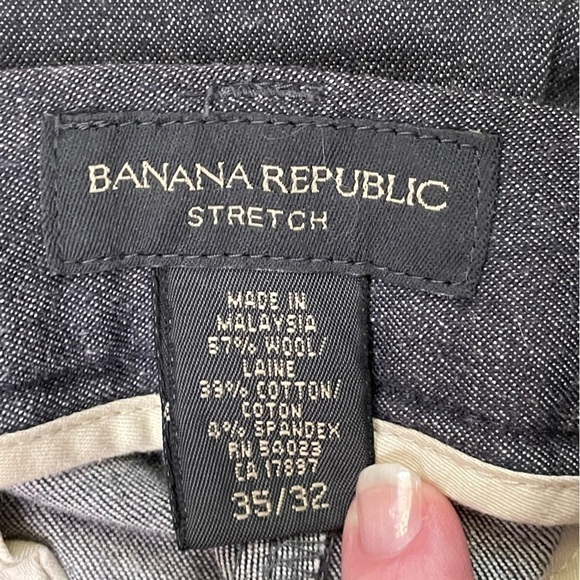 BANANA REPUBLIC
STRETCH
MADE IN
MALAYSIA
57% WOOL/
LAINE
39% COTTON/
COTON
4% SPANDEX
RN 54023
CA 17897
35/32